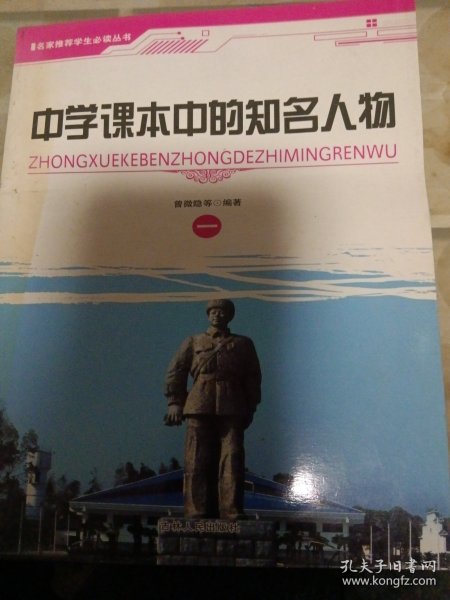 名家推荐学生必读丛书
中学课本中的知名人物
ZHONGXUEKEBENZHONGDEZHIMINGRENWU
曾微隐等⊙编著
一
吉林人民出版社
孔夫子旧书网
www.kongfz.com